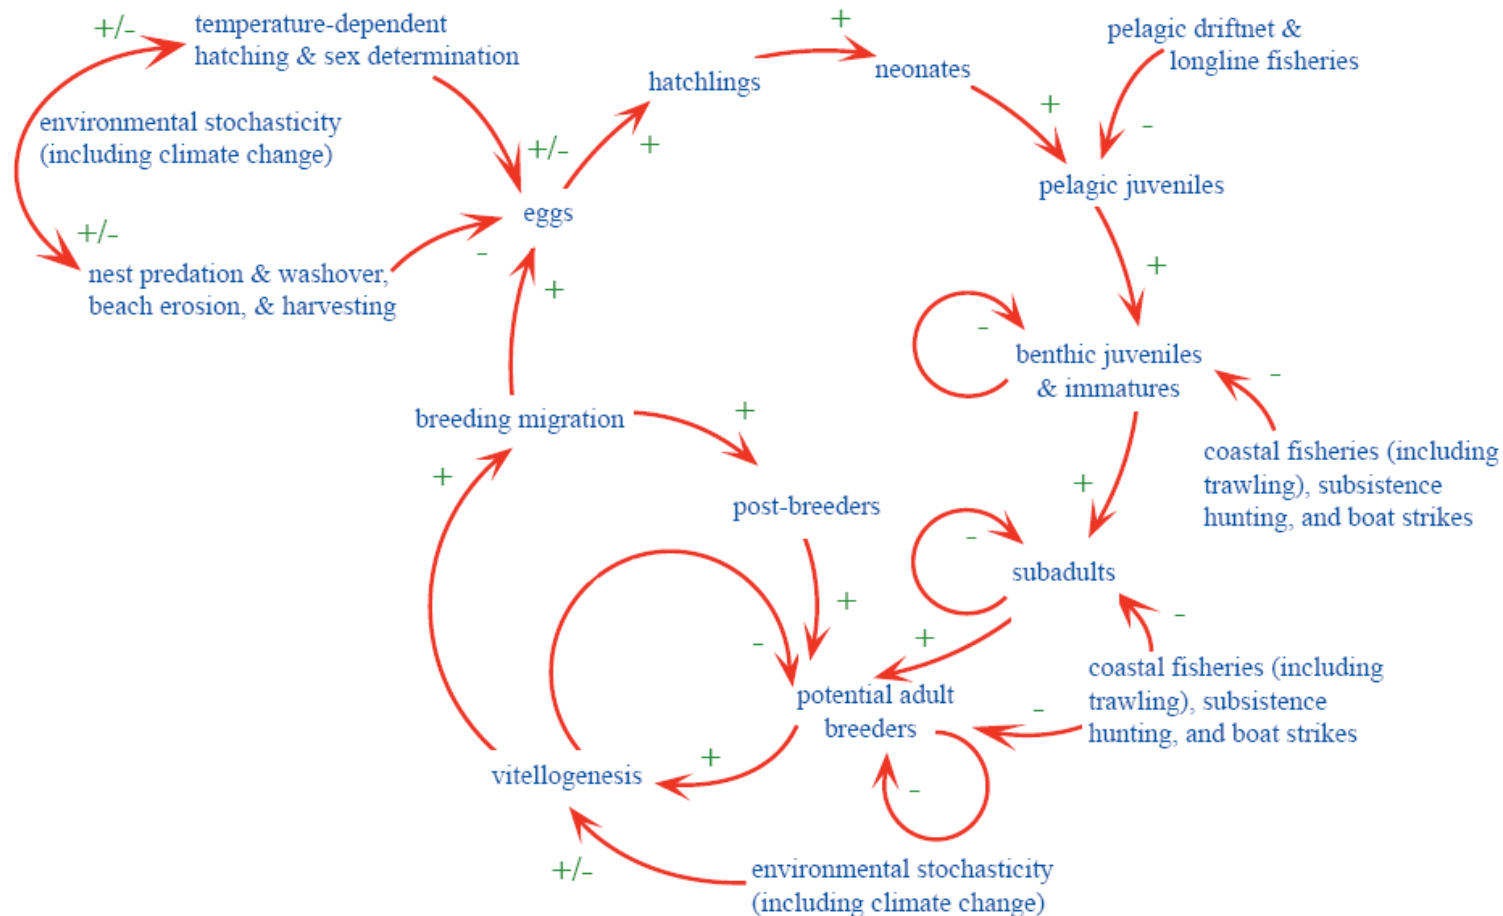 +/-
temperature-dependent
hatching & sex determination
+
pelagic driftnet &
longline fisheries
hatchlings
neonates
+
-
environmental stochasticity
(including climate change)
+/-
+
pelagic juveniles
eggs
+/-
-
nest predation & washover,
beach erosion, & harvesting
+
+
-
benthic juveniles
& immatures
-
breeding migration
+
coastal fisheries (including
trawling), subsistence
hunting, and boat strikes
+
+
post-breeders
-
subadults
+
-
+
-
coastal fisheries (including
trawling), subsistence
hunting, and boat strikes
potential adult
breeders
-
+
vitellogenesis
-
+/-
environmental stochasticity
(including climate change)